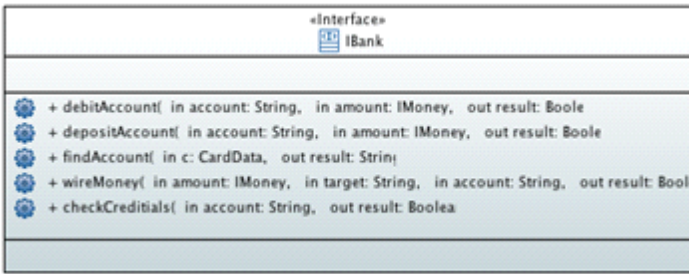 «Interface»
IBank
+ debitAccount( in account: String, in amount: IMoney, out result: Boole
+ depositAccount( in account: String, in amount: IMoney, out result: Boole
+ findAccount( in c: CardData, out result: String
+ wireMoney( in amount: IMoney, in target: String, in account: String, out result: Bool
+ checkCreditials( in account: String, out result: Boolea